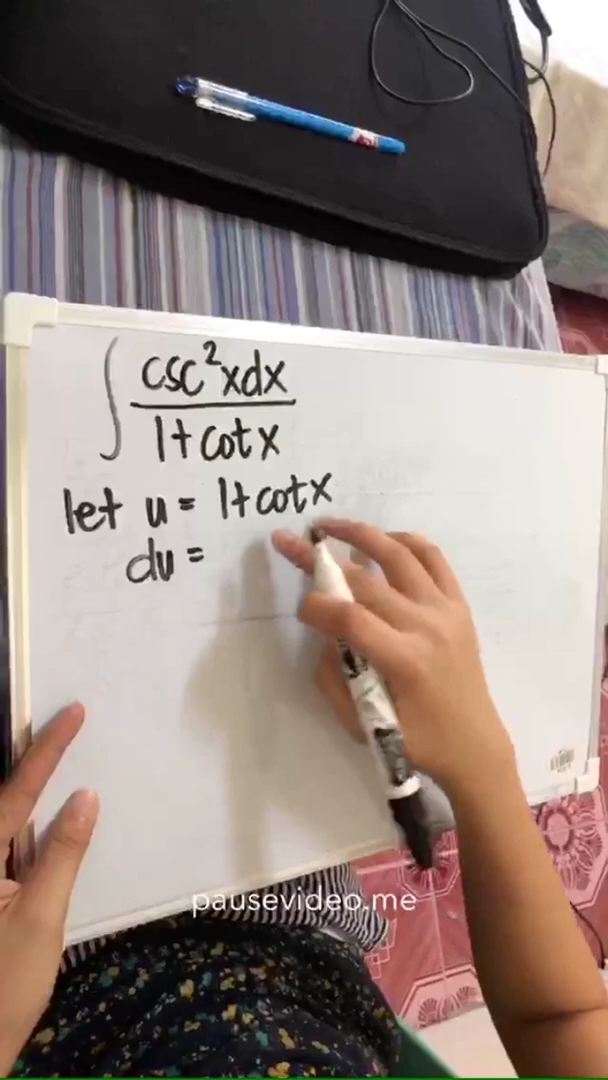 ∫ csc²xdx
1+cotx
let u = 1+cotx
du =
pausevideo.me